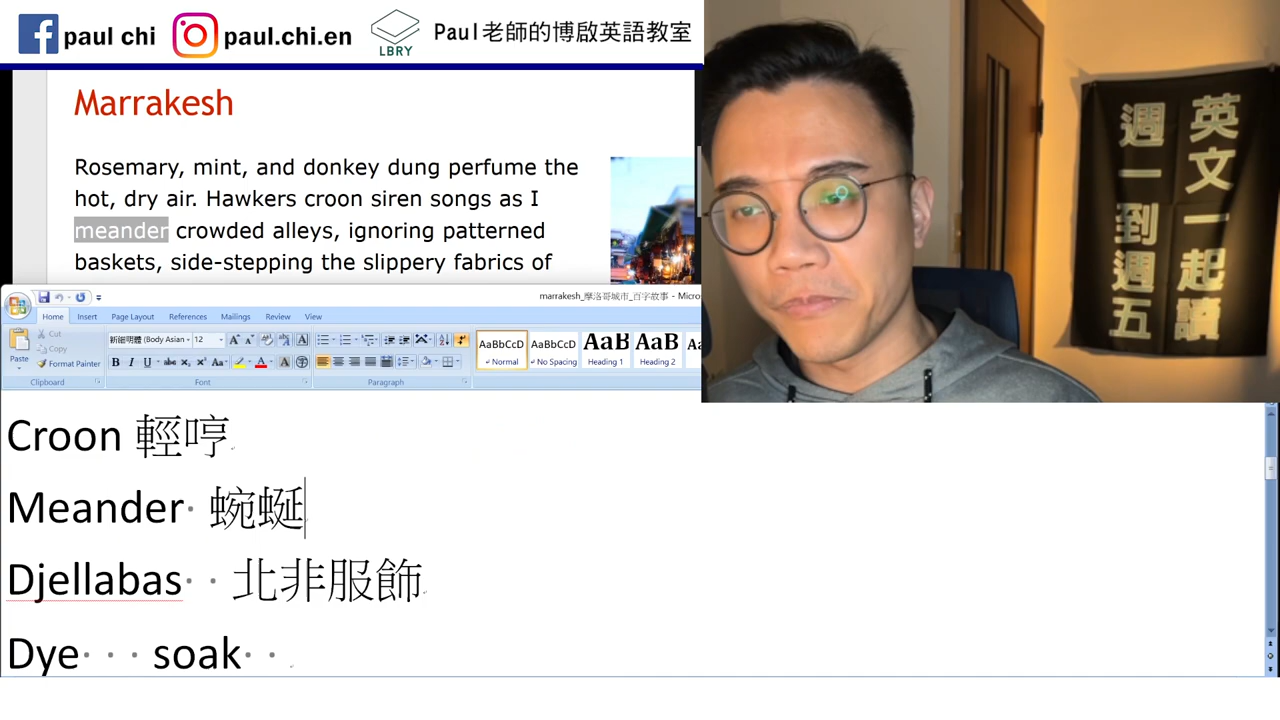 paul chi paul.chi.en LBRY Paul老師的博啟英語教室
Marrakesh
Rosemary, mint, and donkey dung perfume the
hot, dry air. Hawkers croon siren songs as I
meander crowded alleys, ignoring patterned
baskets, side-stepping the slippery fabrics of
marrakesh_摩洛哥城市_百字故事 - Micro
Home Insert Page Layout References Mailings Review View
Paste Cut Copy Format Painter
新細明體 (Body Asian 12
AaBbCcD AaBbCcD AaBb AaBbC Aa
Normal No Spacing Heading 1 Heading 2
Clipboard Font Paragraph
Croon 輕哼
Meander 蜿蜒
Djellabas 北非服飾
Dye soak
英文一起讀
週一到週五